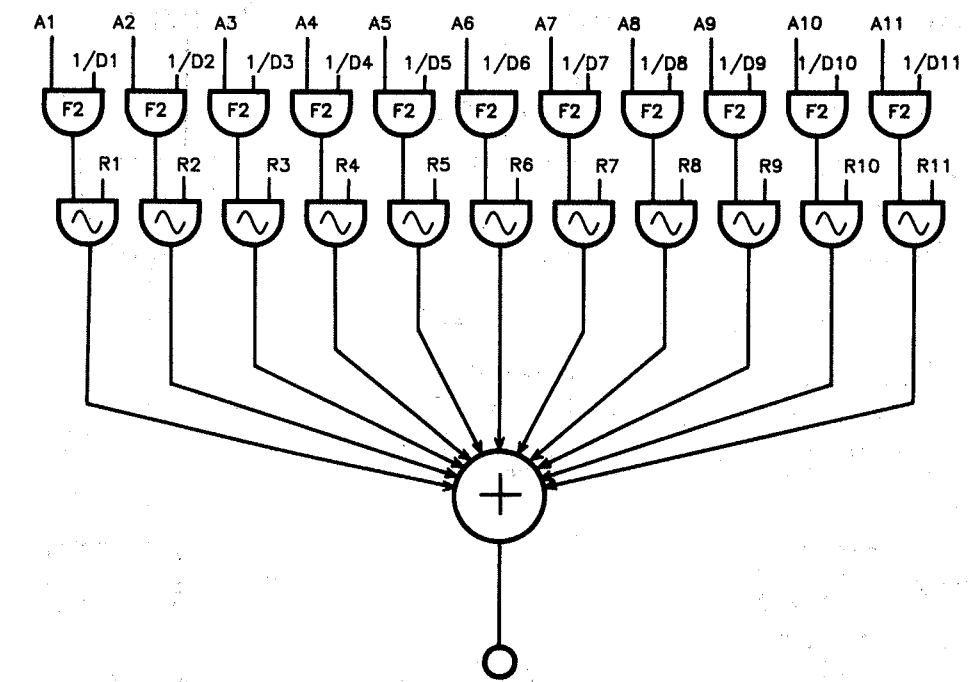 A1 A2 A3 A4 A5 A6 A7 A8 A9 A10 A11
1/D1 1/D2 1/D3 1/D4 1/D5 1/D6 1/D7 1/D8 1/D9 1/D10 1/D11
F2 F2 F2 F2 F2 F2 F2 F2 F2 F2 F2
R1 R2 R3 R4 R5 R6 R7 R8 R9 R10 R11
+